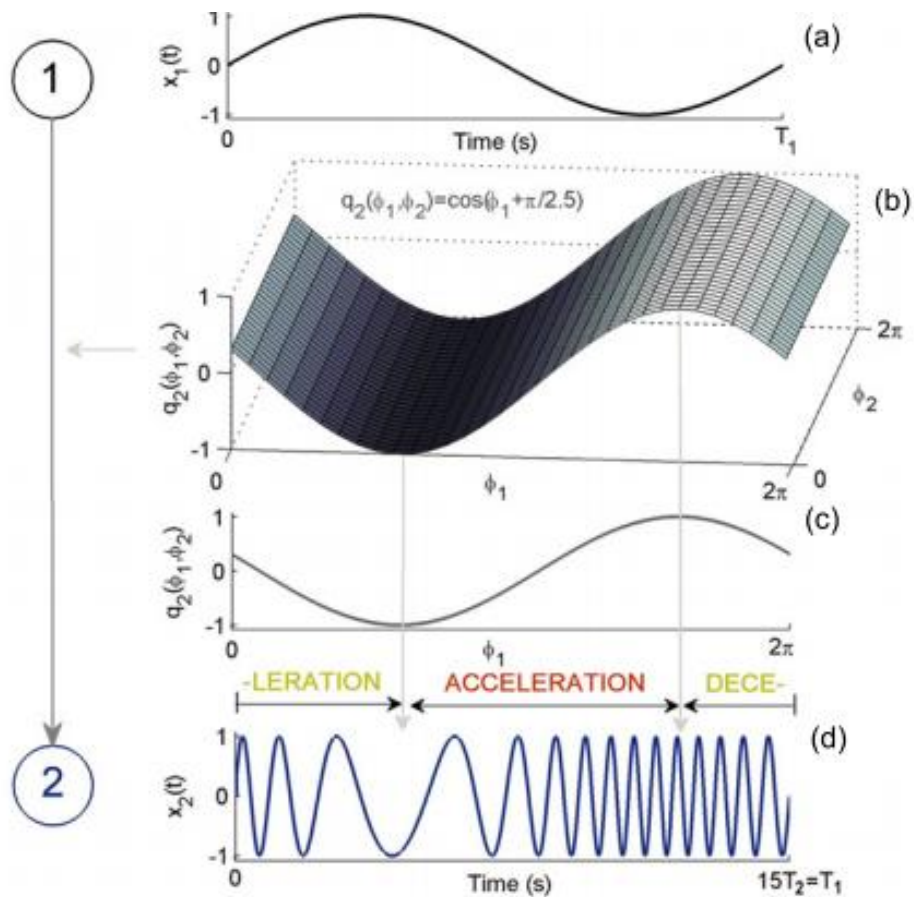 1
(a)
x₁(t)
1
0
-1
0
Time (s)
T₁
(b)
q₂(ϕ₁,ϕ₂)=cos(ϕ₁+π/2.5)
q₂(ϕ₁,ϕ₂)
1
0
-1
0
ϕ₁
2π
0
ϕ₂
2π
(c)
q₂(ϕ₁,ϕ₂)
1
0
-1
0
ϕ₁
2π
-LERATION
ACCELERATION
DECE-
(d)
2
x₂(t)
1
0
-1
0
Time (s)
15T₂=T₁